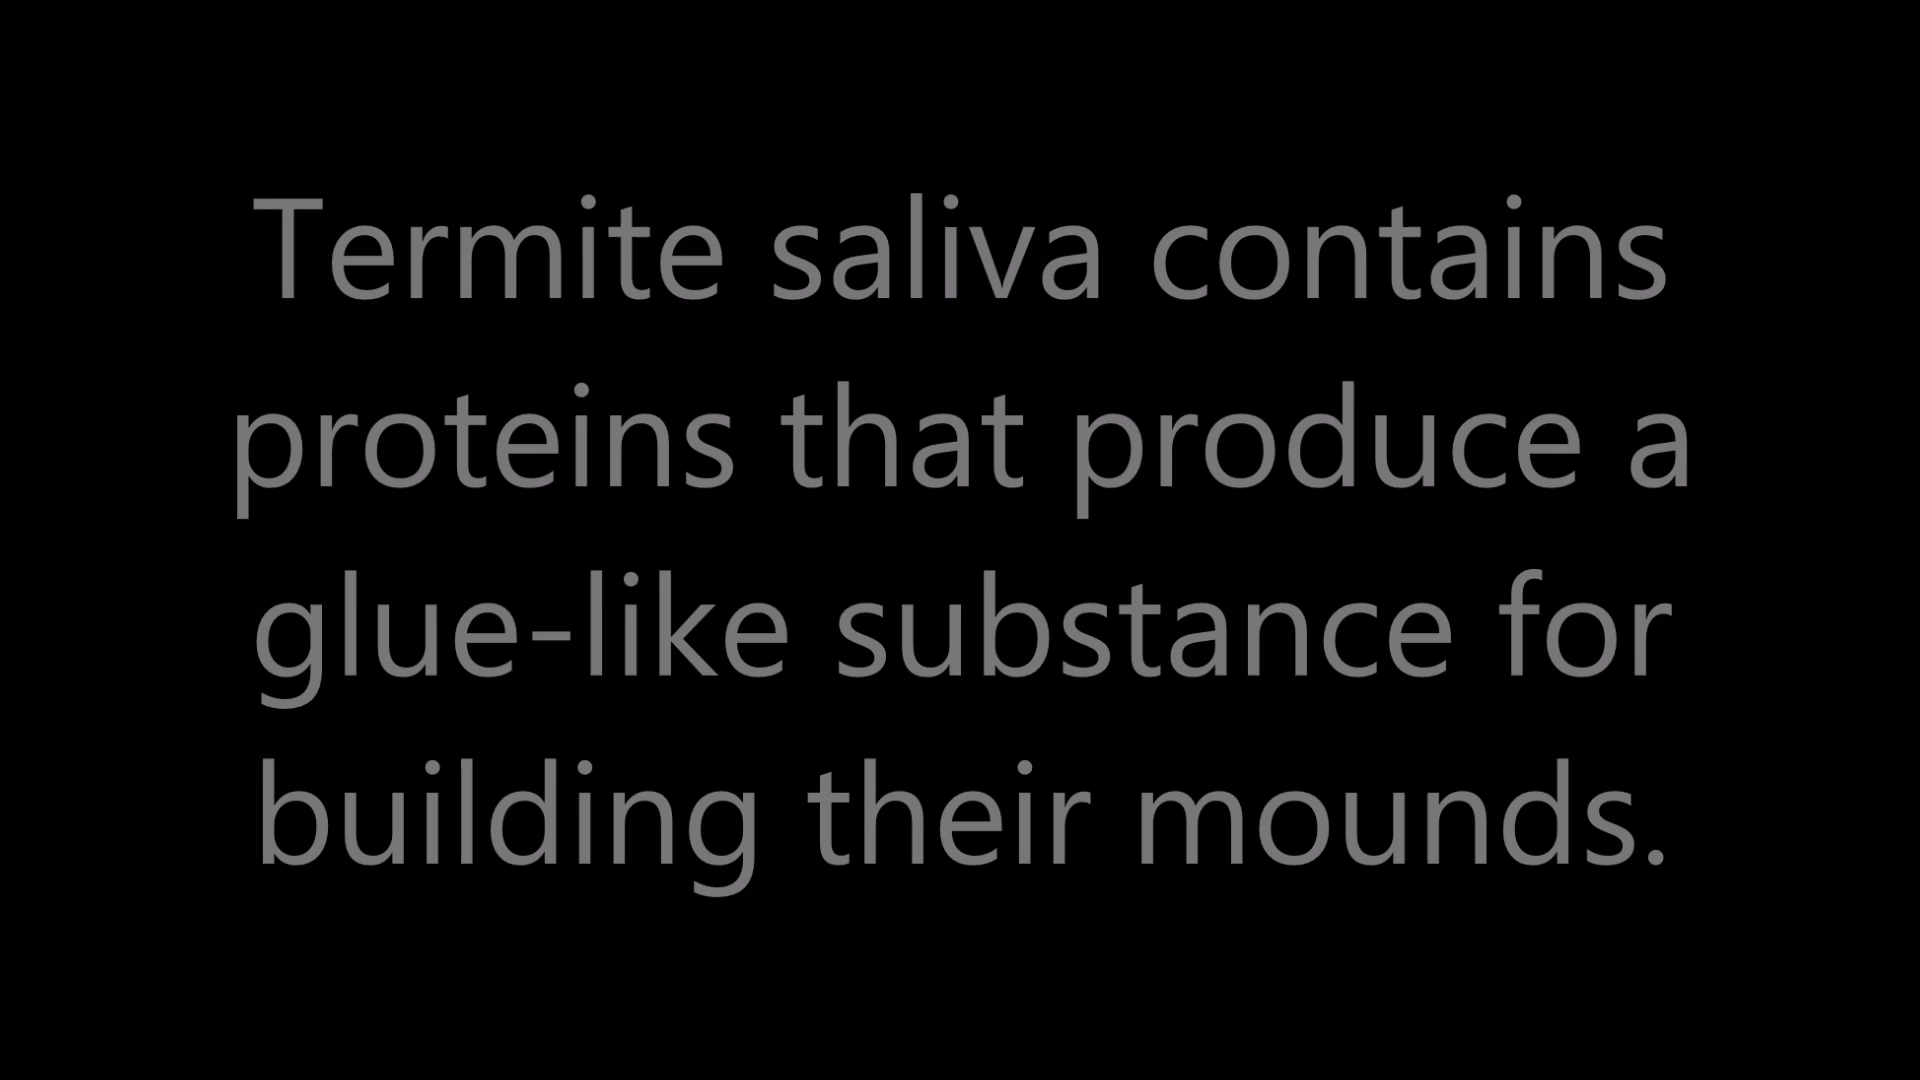 Termite saliva contains
proteins that produce a
glue-like substance for
building their mounds.